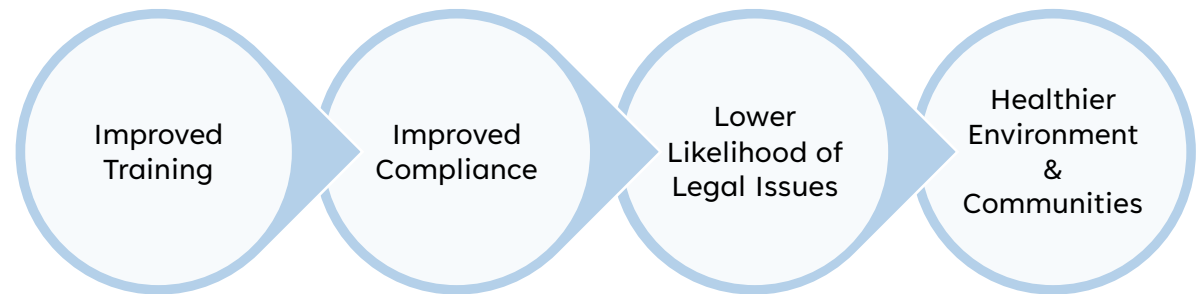 Improved
Training
Improved
Compliance
Lower
Likelihood of
Legal Issues
Healthier
Environment
&
Communities